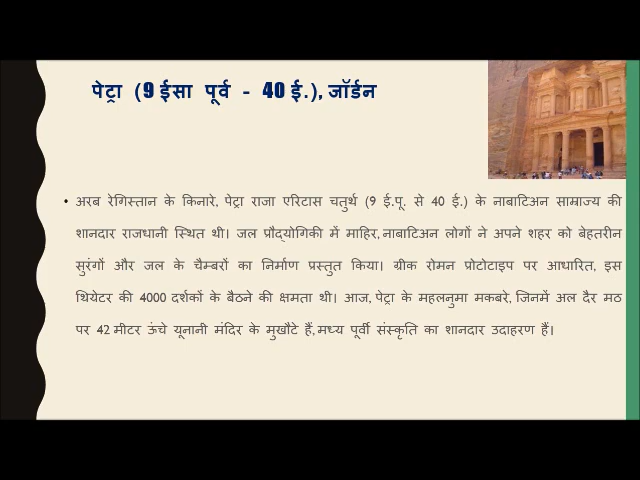 पेट्रा (9 ईसा पूर्व - 40 ई.), जॉर्डन
• अरब रेगिस्तान के किनारे, पेट्रा राजा एरिटास चतुर्थ (9 ई.पू. से 40 ई.) के नाबाटिअन साम्राज्य की
शानदार राजधानी स्थित थी। जल प्रौद्योगिकी में माहिर, नाबाटिअन लोगों ने अपने शहर को बेहतरीन
सुरंगों और जल के चैम्बरों का निर्माण प्रस्तुत किया। ग्रीक रोमन प्रोटोटाइप पर आधारित, इस
थियेटर की 4000 दर्शकों के बैठने की क्षमता थी। आज, पेट्रा के महलनुमा मकबरे, जिनमें अल दैर मठ
पर 42 मीटर ऊंचे यूनानी मंदिर के मुखौटे हैं, मध्य पूर्वी संस्कृति का शानदार उदाहरण हैं।